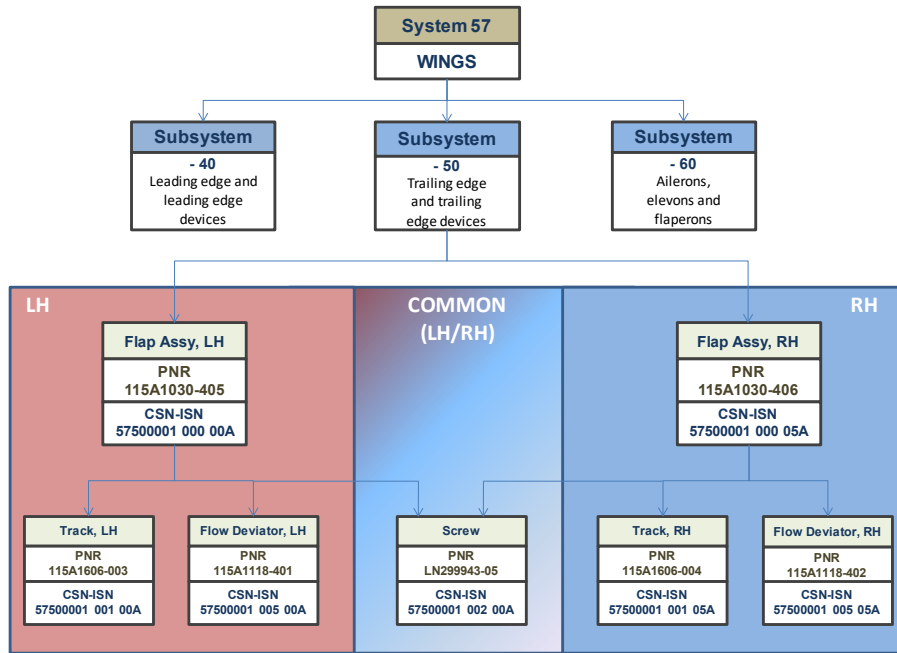 System 57
WINGS
Subsystem
- 40
Leading edge and
leading edge
devices
Subsystem
- 50
Trailing edge
and trailing
edge devices
Subsystem
- 60
Ailerons,
elevons and
flaperons
LH
COMMON
(LH/RH)
RH
Flap Assy, LH
PNR
115A1030-405
CSN-ISN
57500001 000 00A
Flap Assy, RH
PNR
115A1030-406
CSN-ISN
57500001 000 05A
Track, LH
PNR
115A1606-003
CSN-ISN
57500001 001 00A
Flow Deviator, LH
PNR
115A1118-401
CSN-ISN
57500001 005 00A
Screw
PNR
LN299943-05
CSN-ISN
57500001 002 00A
Track, RH
PNR
115A1606-004
CSN-ISN
57500001 001 05A
Flow Deviator, RH
PNR
115A1118-402
CSN-ISN
57500001 005 05A